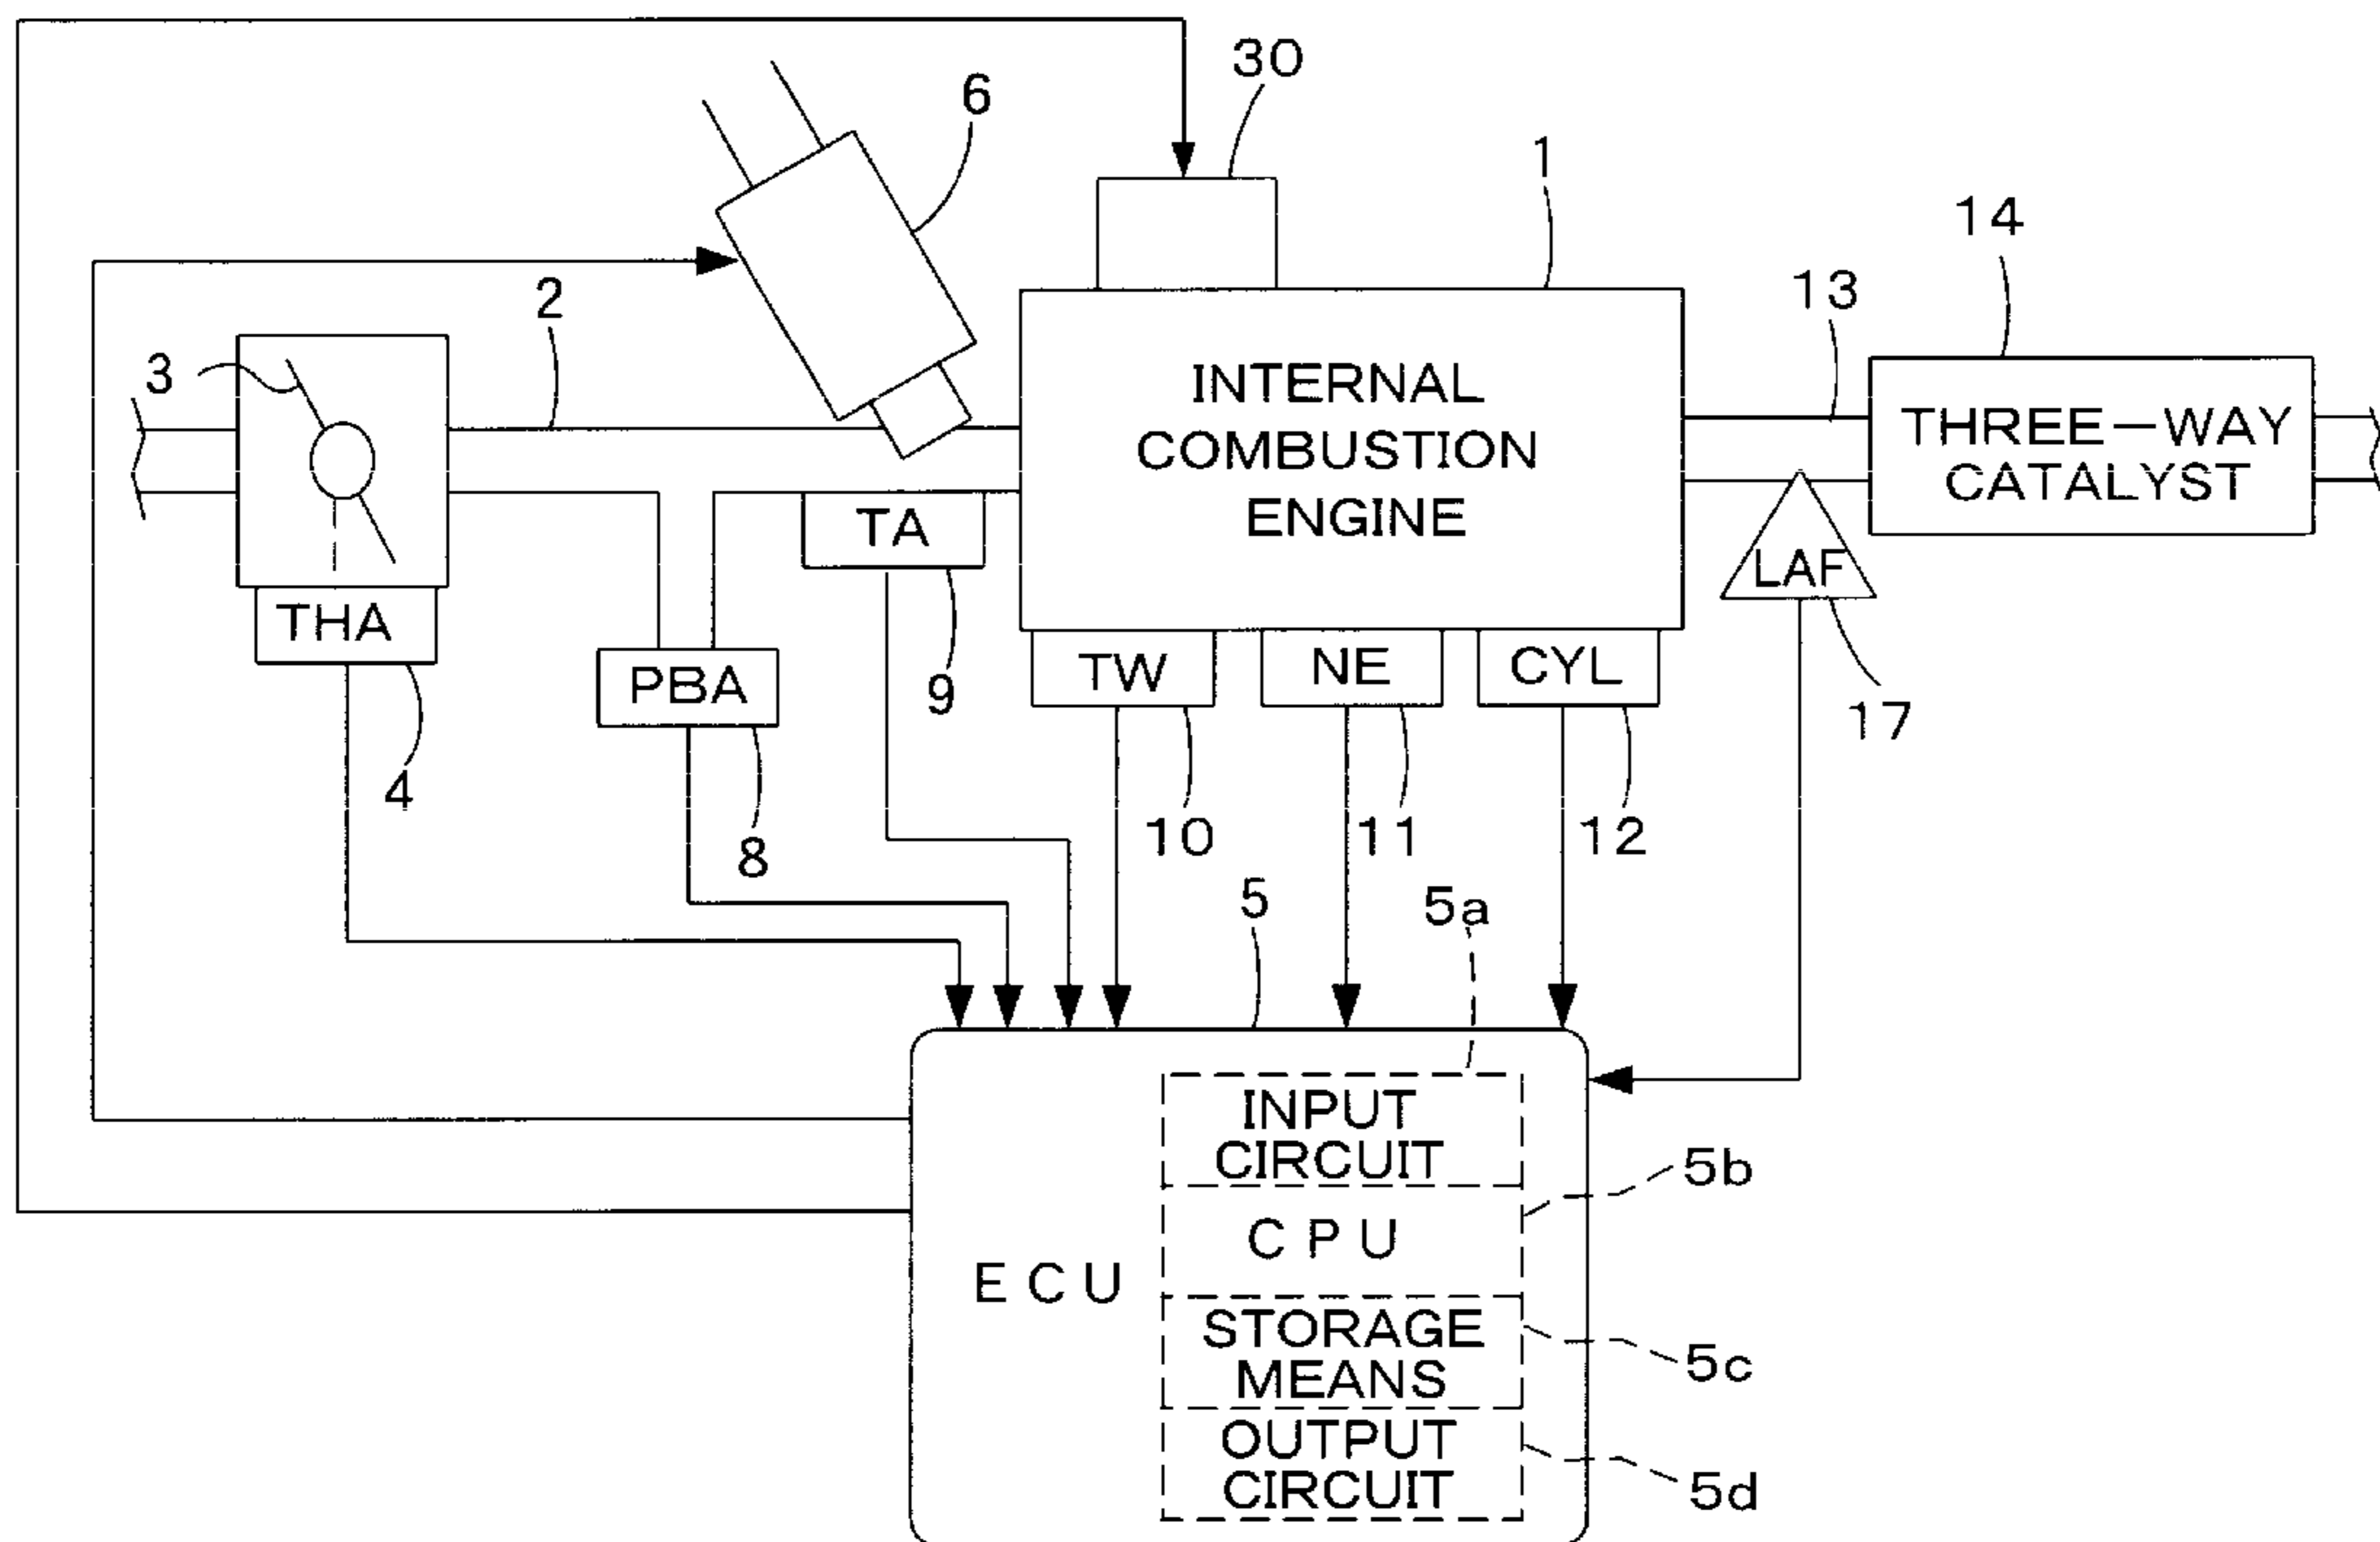 30
6
1
14
2
13
3
INTERNAL
COMBUSTION
ENGINE
THREE-WAY
CATALYST
TA
LAF
THA
PBA
TW
NE
CYL
9
17
4
8
10
11
12
5
5a
INPUT
CIRCUIT
5b
CPU
ECU
STORAGE
MEANS
5c
OUTPUT
CIRCUIT
5d